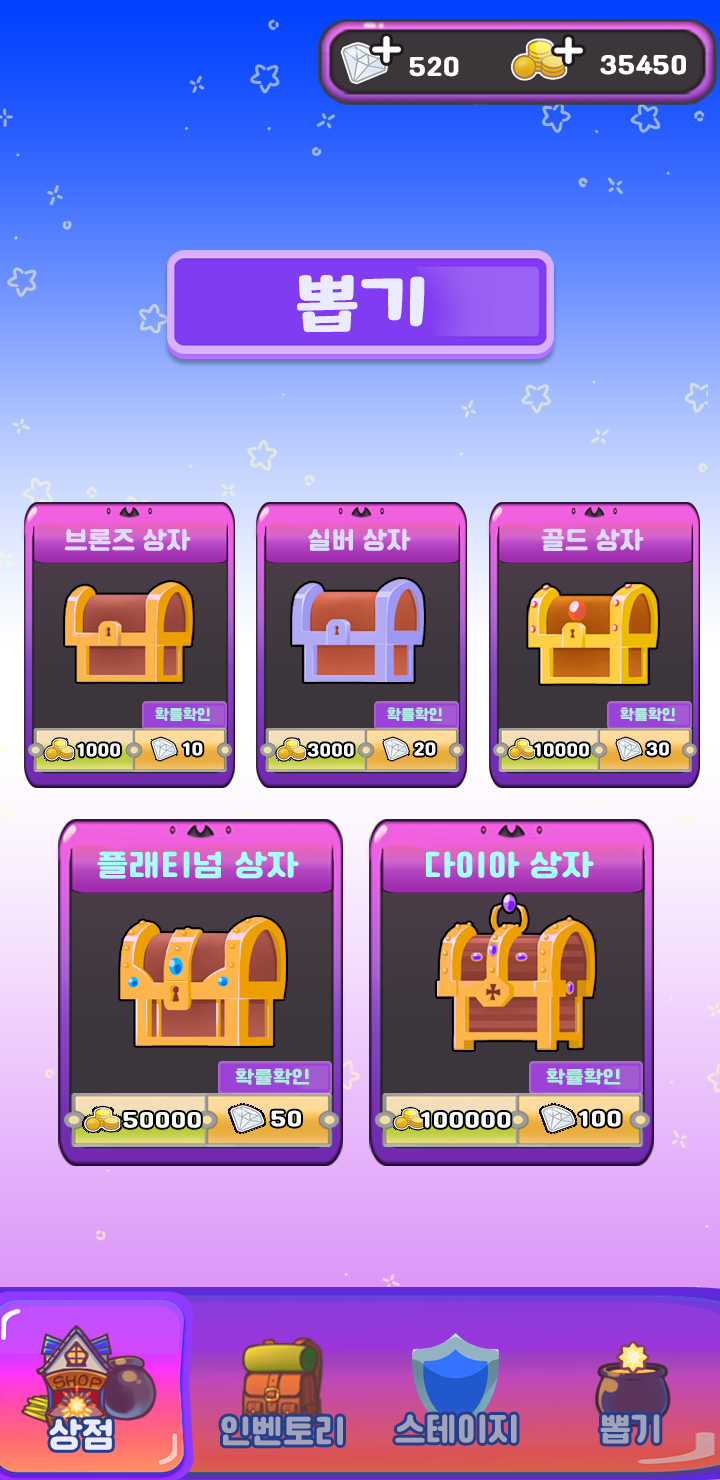 520 35450
뽑기
브론즈 상자 실버 상자 골드 상자
확률확인 확률확인 확률확인
1000 10 3000 20 10000 30
플래티넘 상자 다이아 상자
확률확인 확률확인
50000 50 100000 100
SHOP
상점 인벤토리 스테이지 뽑기